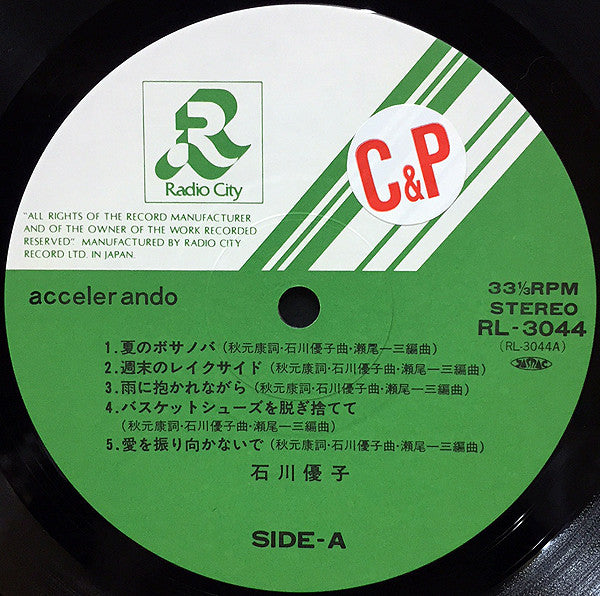 R
Radio City
C&P
"ALL RIGHTS OF THE RECORD MANUFACTURER
AND OF THE OWNER OF THE WORK RECORDED
RESERVED" MANUFACTURED BY RADIO CITY
RECORD LTD. IN JAPAN.
accelerando
33⅓RPM
STEREO
RL-3044
(RL-3044A)
JASRAC
1.夏のボサノバ(秋元康詞・石川優子曲・瀬尾一三編曲)
2.週末のレイクサイド(秋元康詞・石川優子曲・瀬尾一三編曲)
3.雨に抱かれながら(秋元康詞・石川優子曲・瀬尾一三編曲)
4.バスケットシューズを脱ぎ捨てて
(秋元康詞・石川優子曲・瀬尾一三編曲)
5.愛を振り向かないで(秋元康詞・石川優子曲・瀬尾一三編曲)
石川優子
SIDE-A